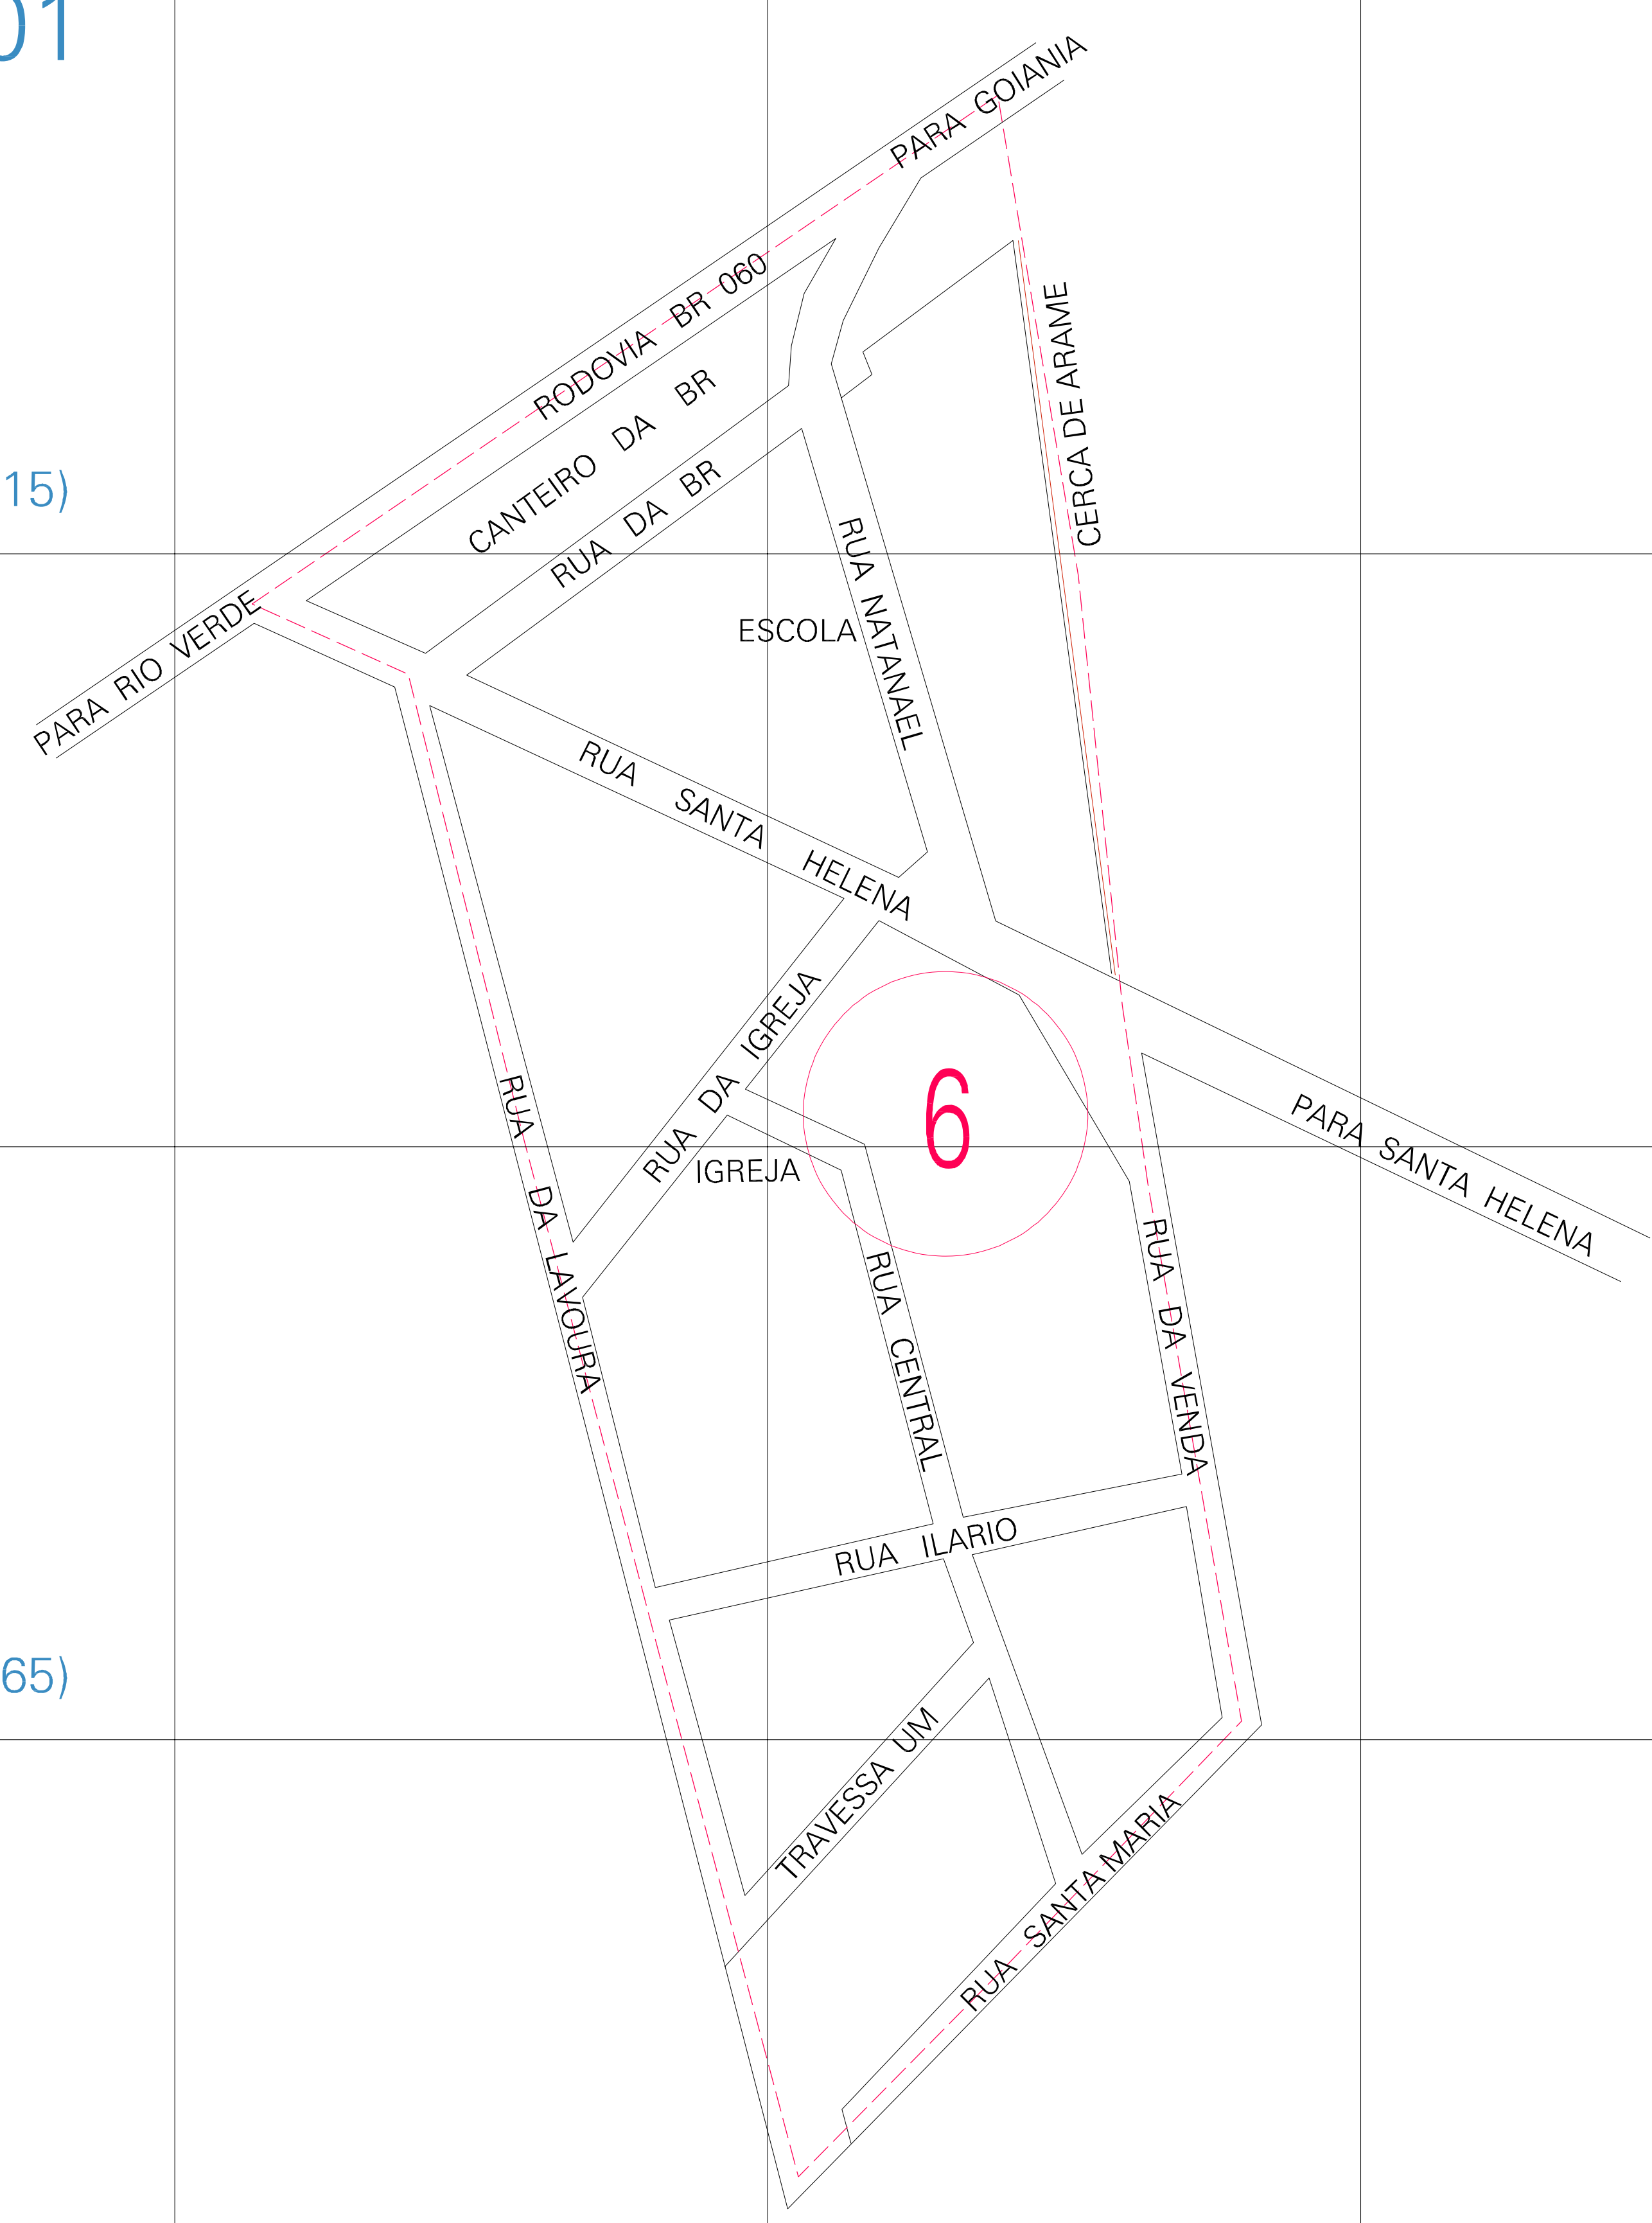 01
PARA GOIANIA
RODOVIA BR 060
CERCA DE ARAME
CANTEIRO DA BR
15)
RUA DA BR
RUA NATANAEL
ESCOLA
PARA RIO VERDE
RUA SANTA HELENA
RUA DA IGREJA
6
RUA DA LAVOURA
PARA SANTA HELENA
IGREJA
RUA CENTRAL
RUA DA VENDA
RUA ILARIO
65)
TRAVESSA UM
RUA SANTA MARIA